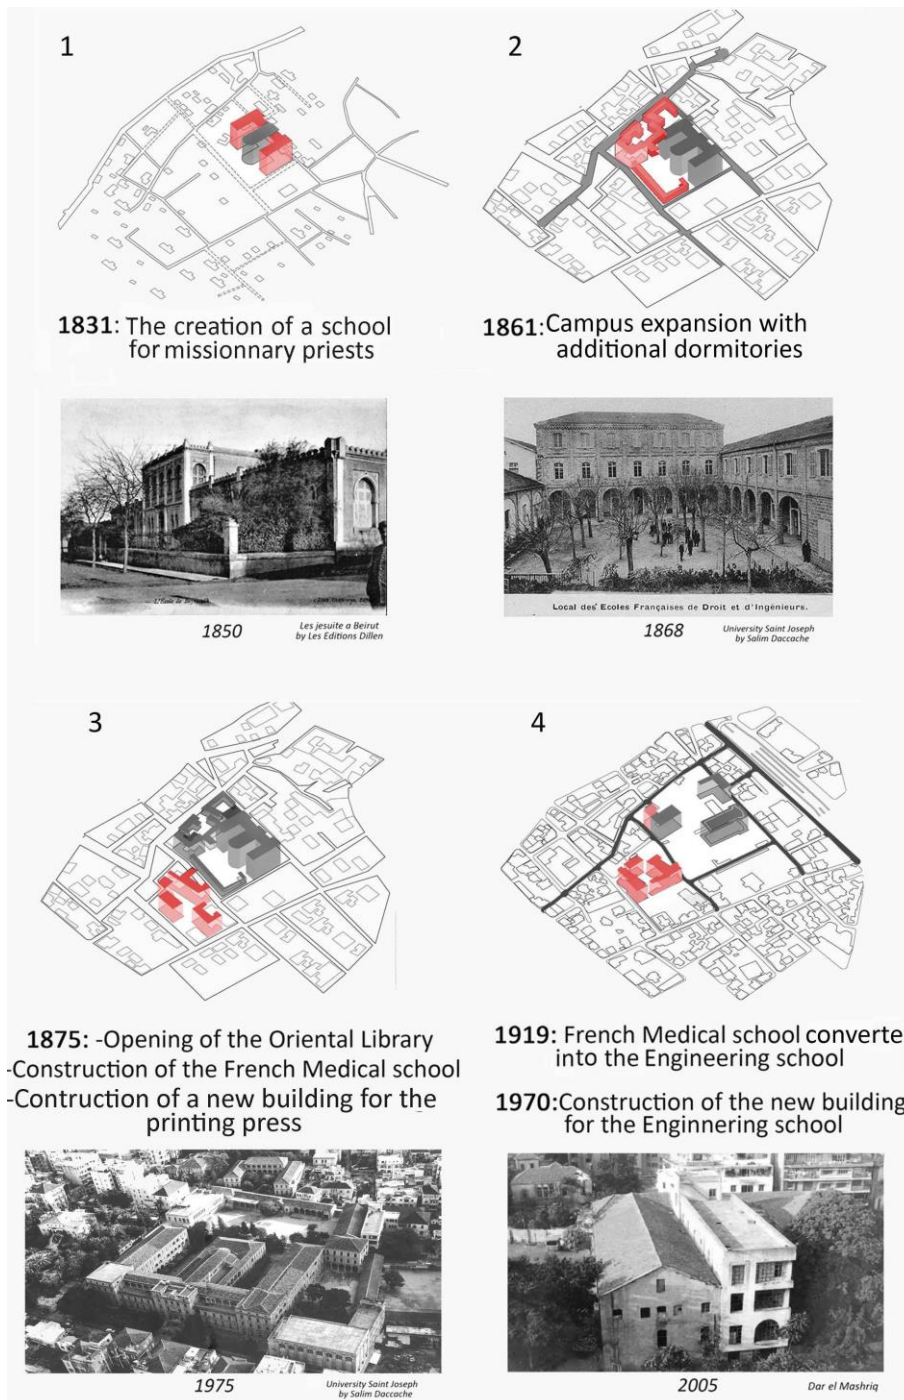 1
2
1831: The creation of a school
for missionnary priests
1861:Campus expansion with
additional dormitories
1850
Les jesuite a Beirut
by Les Editions Dillen
Local des Ecoles Françaises de Droit et d'Ingénieurs.
1868
University Saint Joseph
by Salim Daccache
3
4
1875: -Opening of the Oriental Library
-Construction of the French Medical school
-Contruction of a new building for the
printing press
1919: French Medical school converte
into the Engineering school
1970:Construction of the new building
for the Enginnering school
1975
University Saint Joseph
by Salim Daccache
2005
Dar el Mashriq